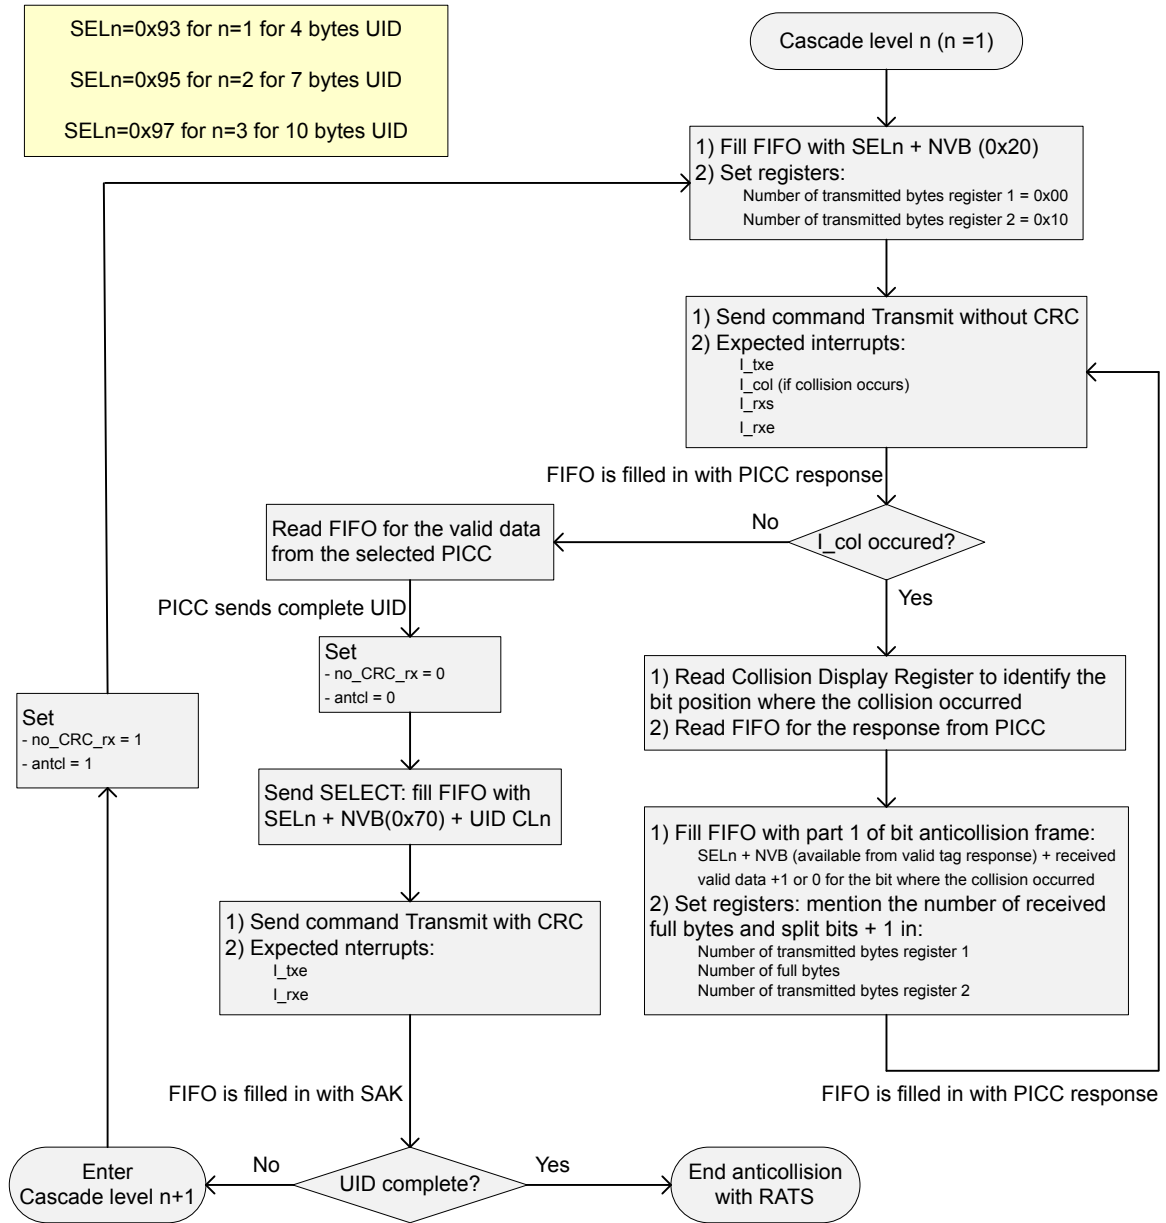 SELn=0x93 for n=1 for 4 bytes UID
SELn=0x95 for n=2 for 7 bytes UID
SELn=0x97 for n=3 for 10 bytes UID
Cascade level n (n =1)
1) Fill FIFO with SELn + NVB (0x20)
2) Set registers:
Number of transmitted bytes register 1 = 0x00
Number of transmitted bytes register 2 = 0x10
1) Send command Transmit without CRC
2) Expected interrupts:
I_txe
I_col (if collision occurs)
I_rxs
I_rxe
FIFO is filled in with PICC response
I_col occured?
No
Yes
Read FIFO for the valid data
from the selected PICC
PICC sends complete UID
Set
- no_CRC_rx = 0
- antcl = 0
Send SELECT: fill FIFO with
SELn + NVB(0x70) + UID CLn
1) Send command Transmit with CRC
2) Expected nterrupts:
I_txe
I_rxe
FIFO is filled in with SAK
1) Read Collision Display Register to identify the
bit position where the collision occurred
2) Read FIFO for the response from PICC
1) Fill FIFO with part 1 of bit anticollision frame:
SELn + NVB (available from valid tag response) + received
valid data +1 or 0 for the bit where the collision occurred
2) Set registers: mention the number of received
full bytes and split bits + 1 in:
Number of transmitted bytes register 1
Number of full bytes
Number of transmitted bytes register 2
FIFO is filled in with PICC response
UID complete?
Yes
End anticollision
with RATS
No
Enter
Cascade level n+1
Set
- no_CRC_rx = 1
- antcl = 1